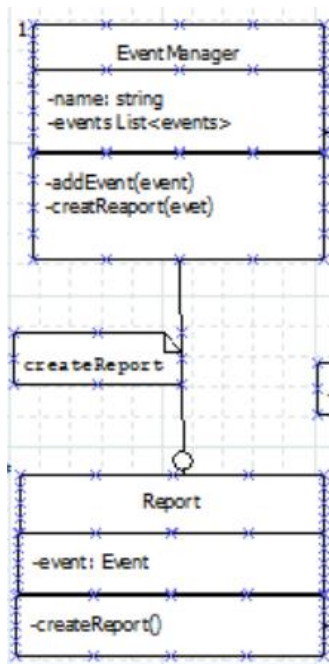 1
EventManager
-name: string
-events List<events>
-addEvent(event)
-creatReaport(evet)
createReport
Report
-event: Event
-createReport()